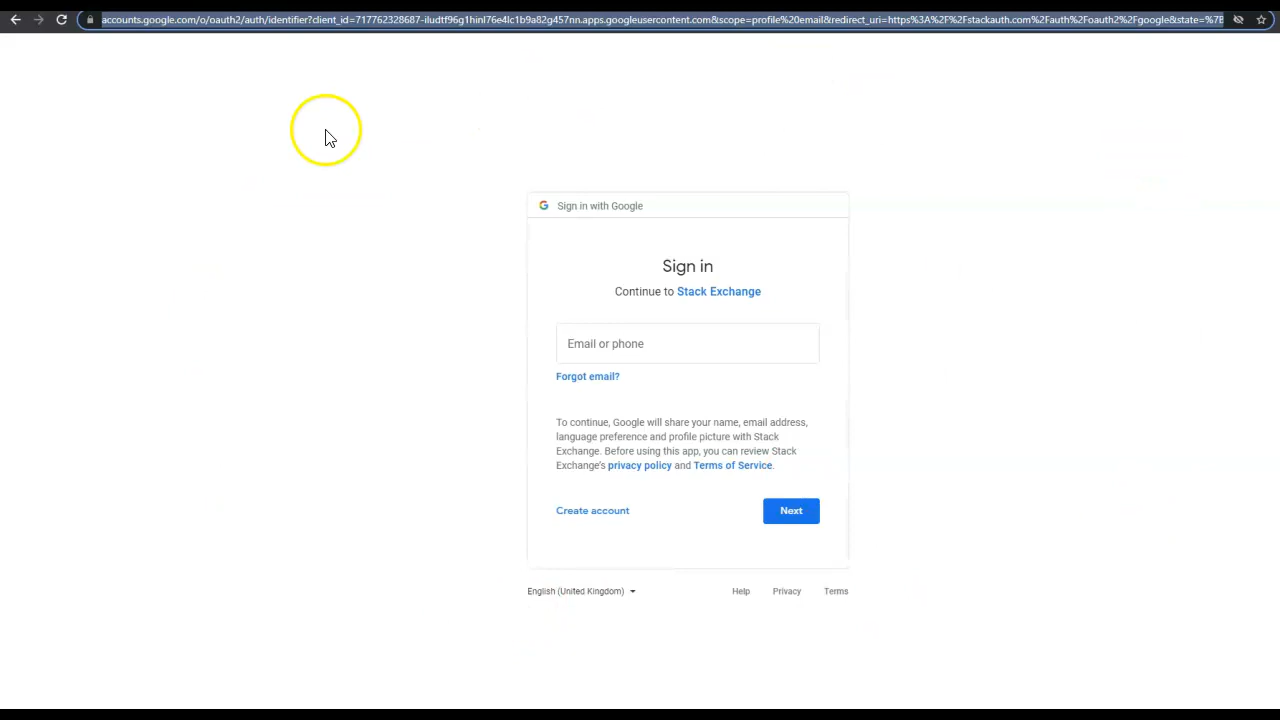 accounts.google.com/o/oauth2/auth/identifier?client_id=717762328687-iludtf96g1hinl76e4lc1b9a82g457nn.apps.googleusercontent.com&scope=profile%20email&redirect_uri=https%3A%2F%2Fstackauth.com%2Fauth%2Foauth2%2Fgoogle&state=%7B
Sign in with Google
Sign in
Continue to Stack Exchange
Email or phone
Forgot email?
To continue, Google will share your name, email address,
language preference and profile picture with Stack
Exchange. Before using this app, you can review Stack
Exchange's privacy policy and Terms of Service.
Create account
Next
English (United Kingdom)
Help
Privacy
Terms